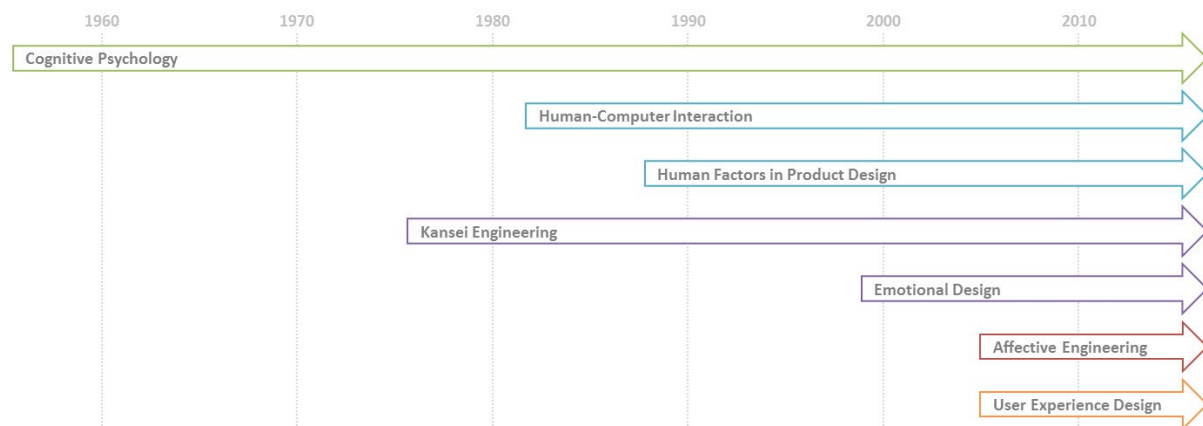 1960 1970 1980 1990 2000 2010
Cognitive Psychology
Human-Computer Interaction
Human Factors in Product Design
Kansei Engineering
Emotional Design
Affective Engineering
User Experience Design